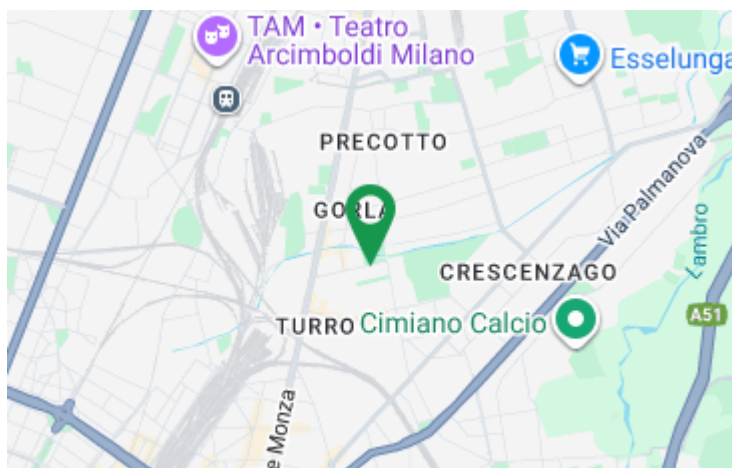 TAM • Teatro
Arcimboldi Milano
Esselunga
PRECOTTO
GORLA
Via Palmanova
Lambro
CRESCENZAGO
A51
TURRO
Cimiano Calcio
e Monza